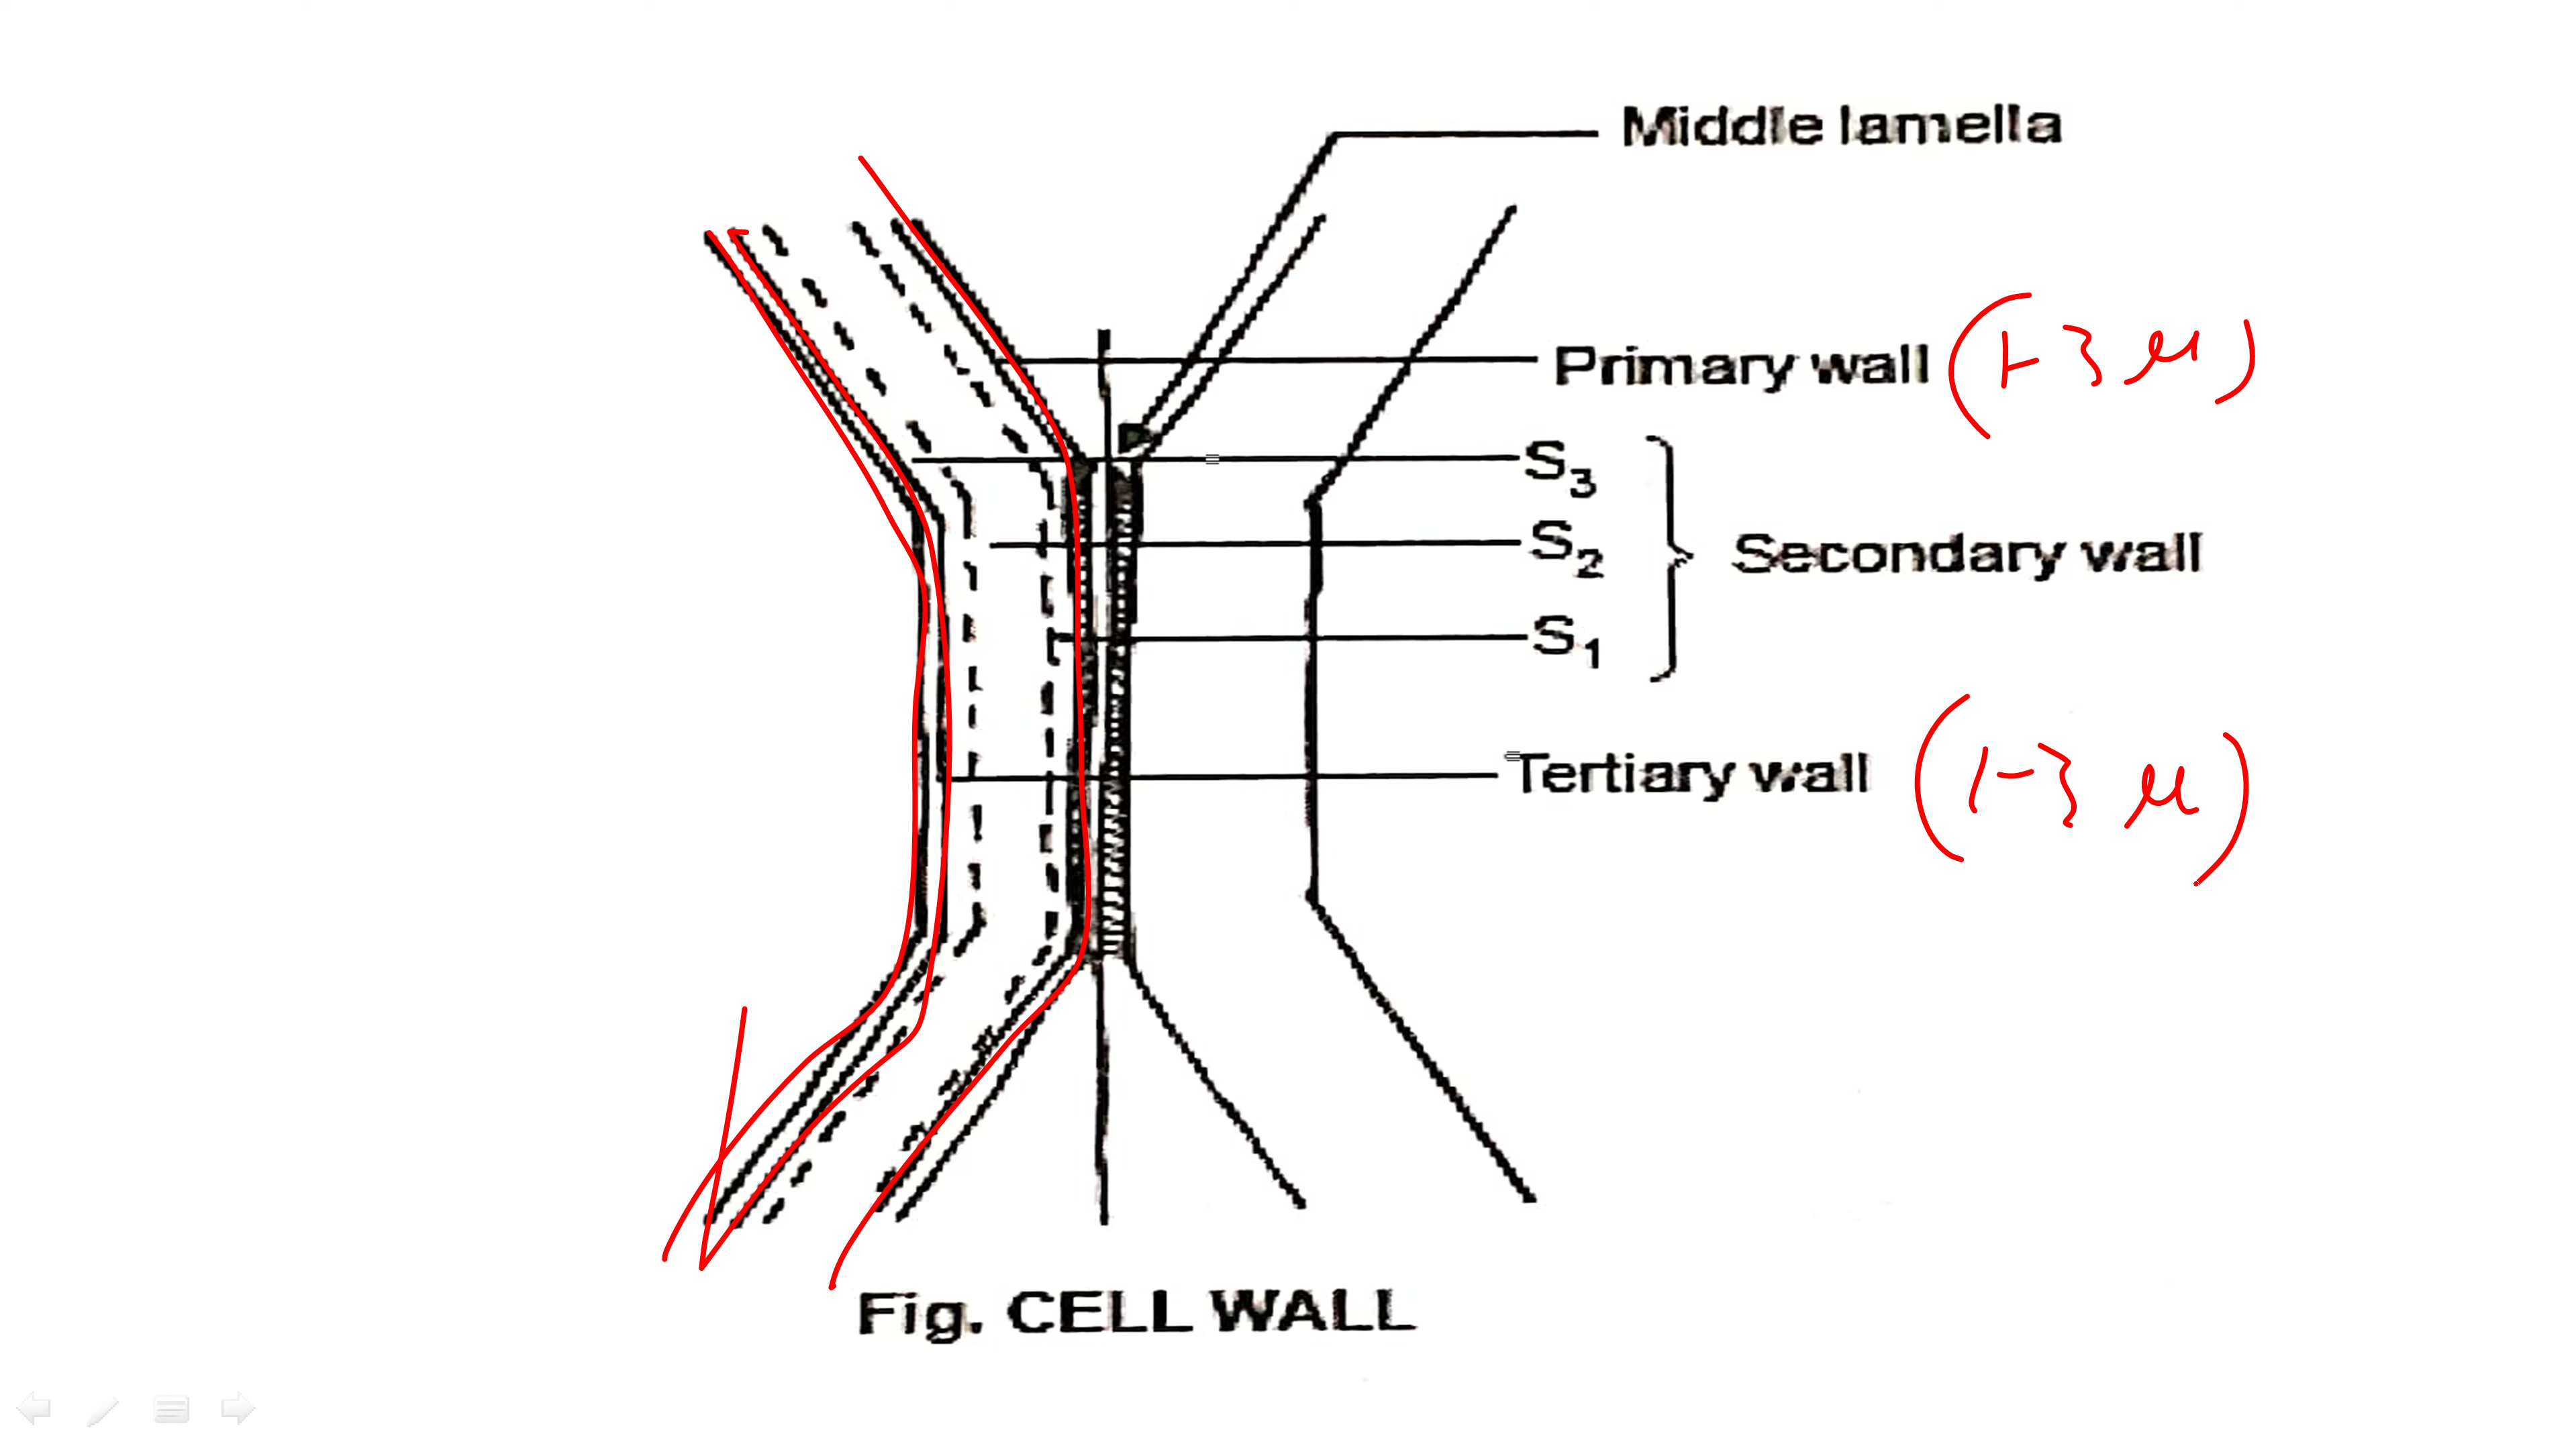 Middle lamella
Primary wall (1-3 μ)
S3
S2
Secondary wall
S1
Tertiary wall (1-3 μ)
Fig. CELL WALL